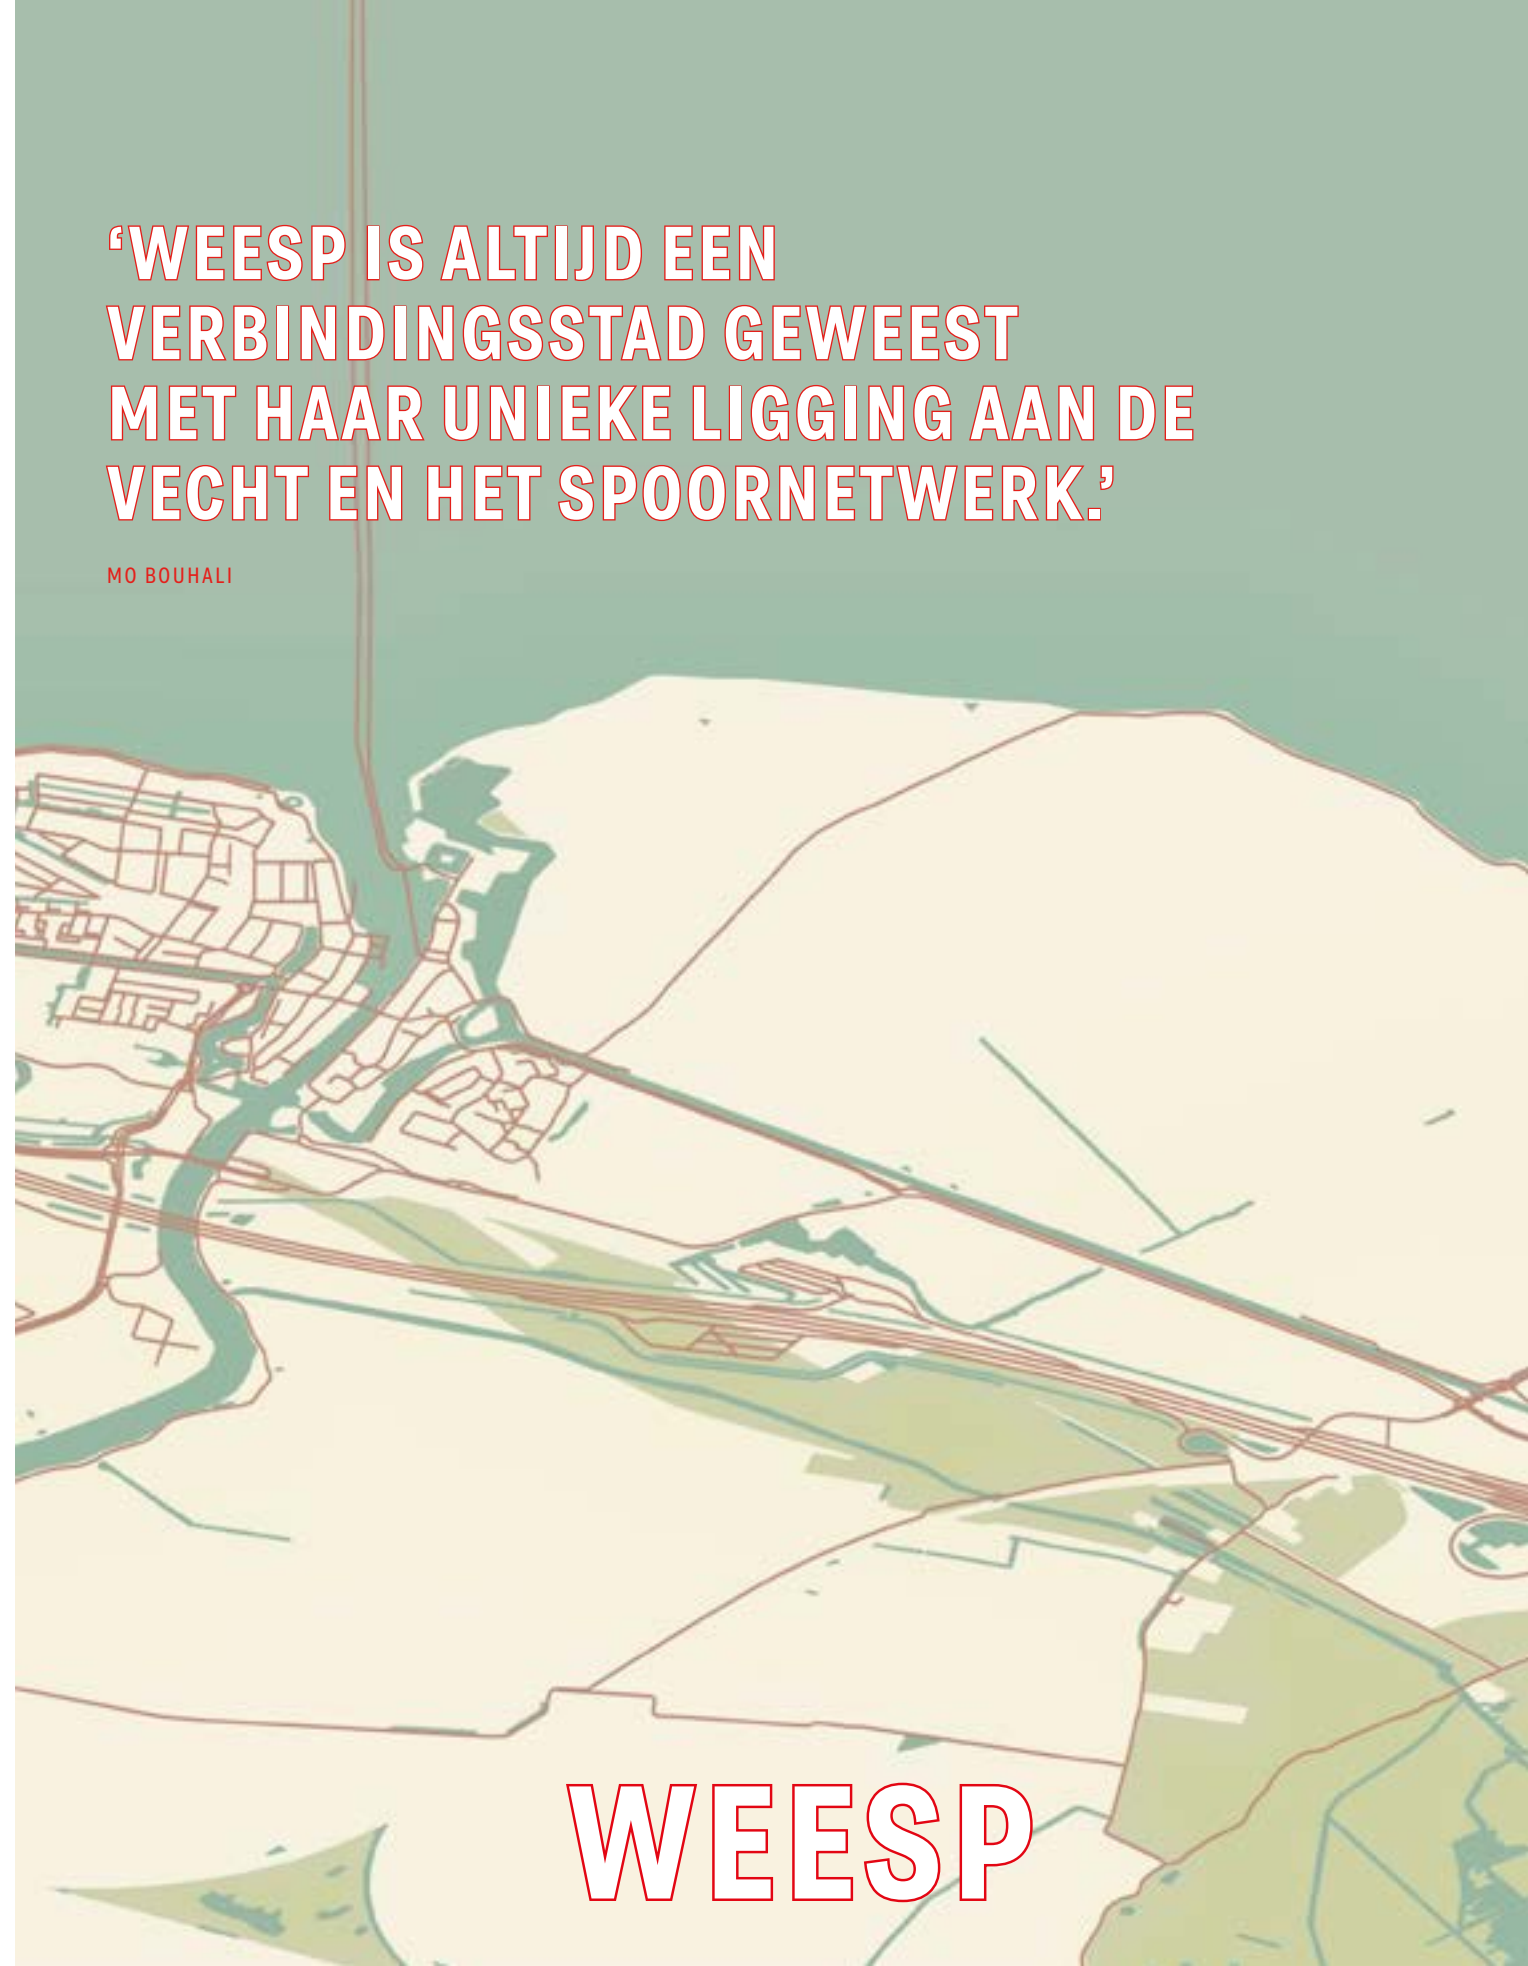 ‘WEESP IS ALTIJD EEN
VERBINDINGSSTAD GEWEEST
MET HAAR UNIEKE LIGGING AAN DE
VECHT EN HET SPOORNETWERK.’
MO BOUHALI
WEESP